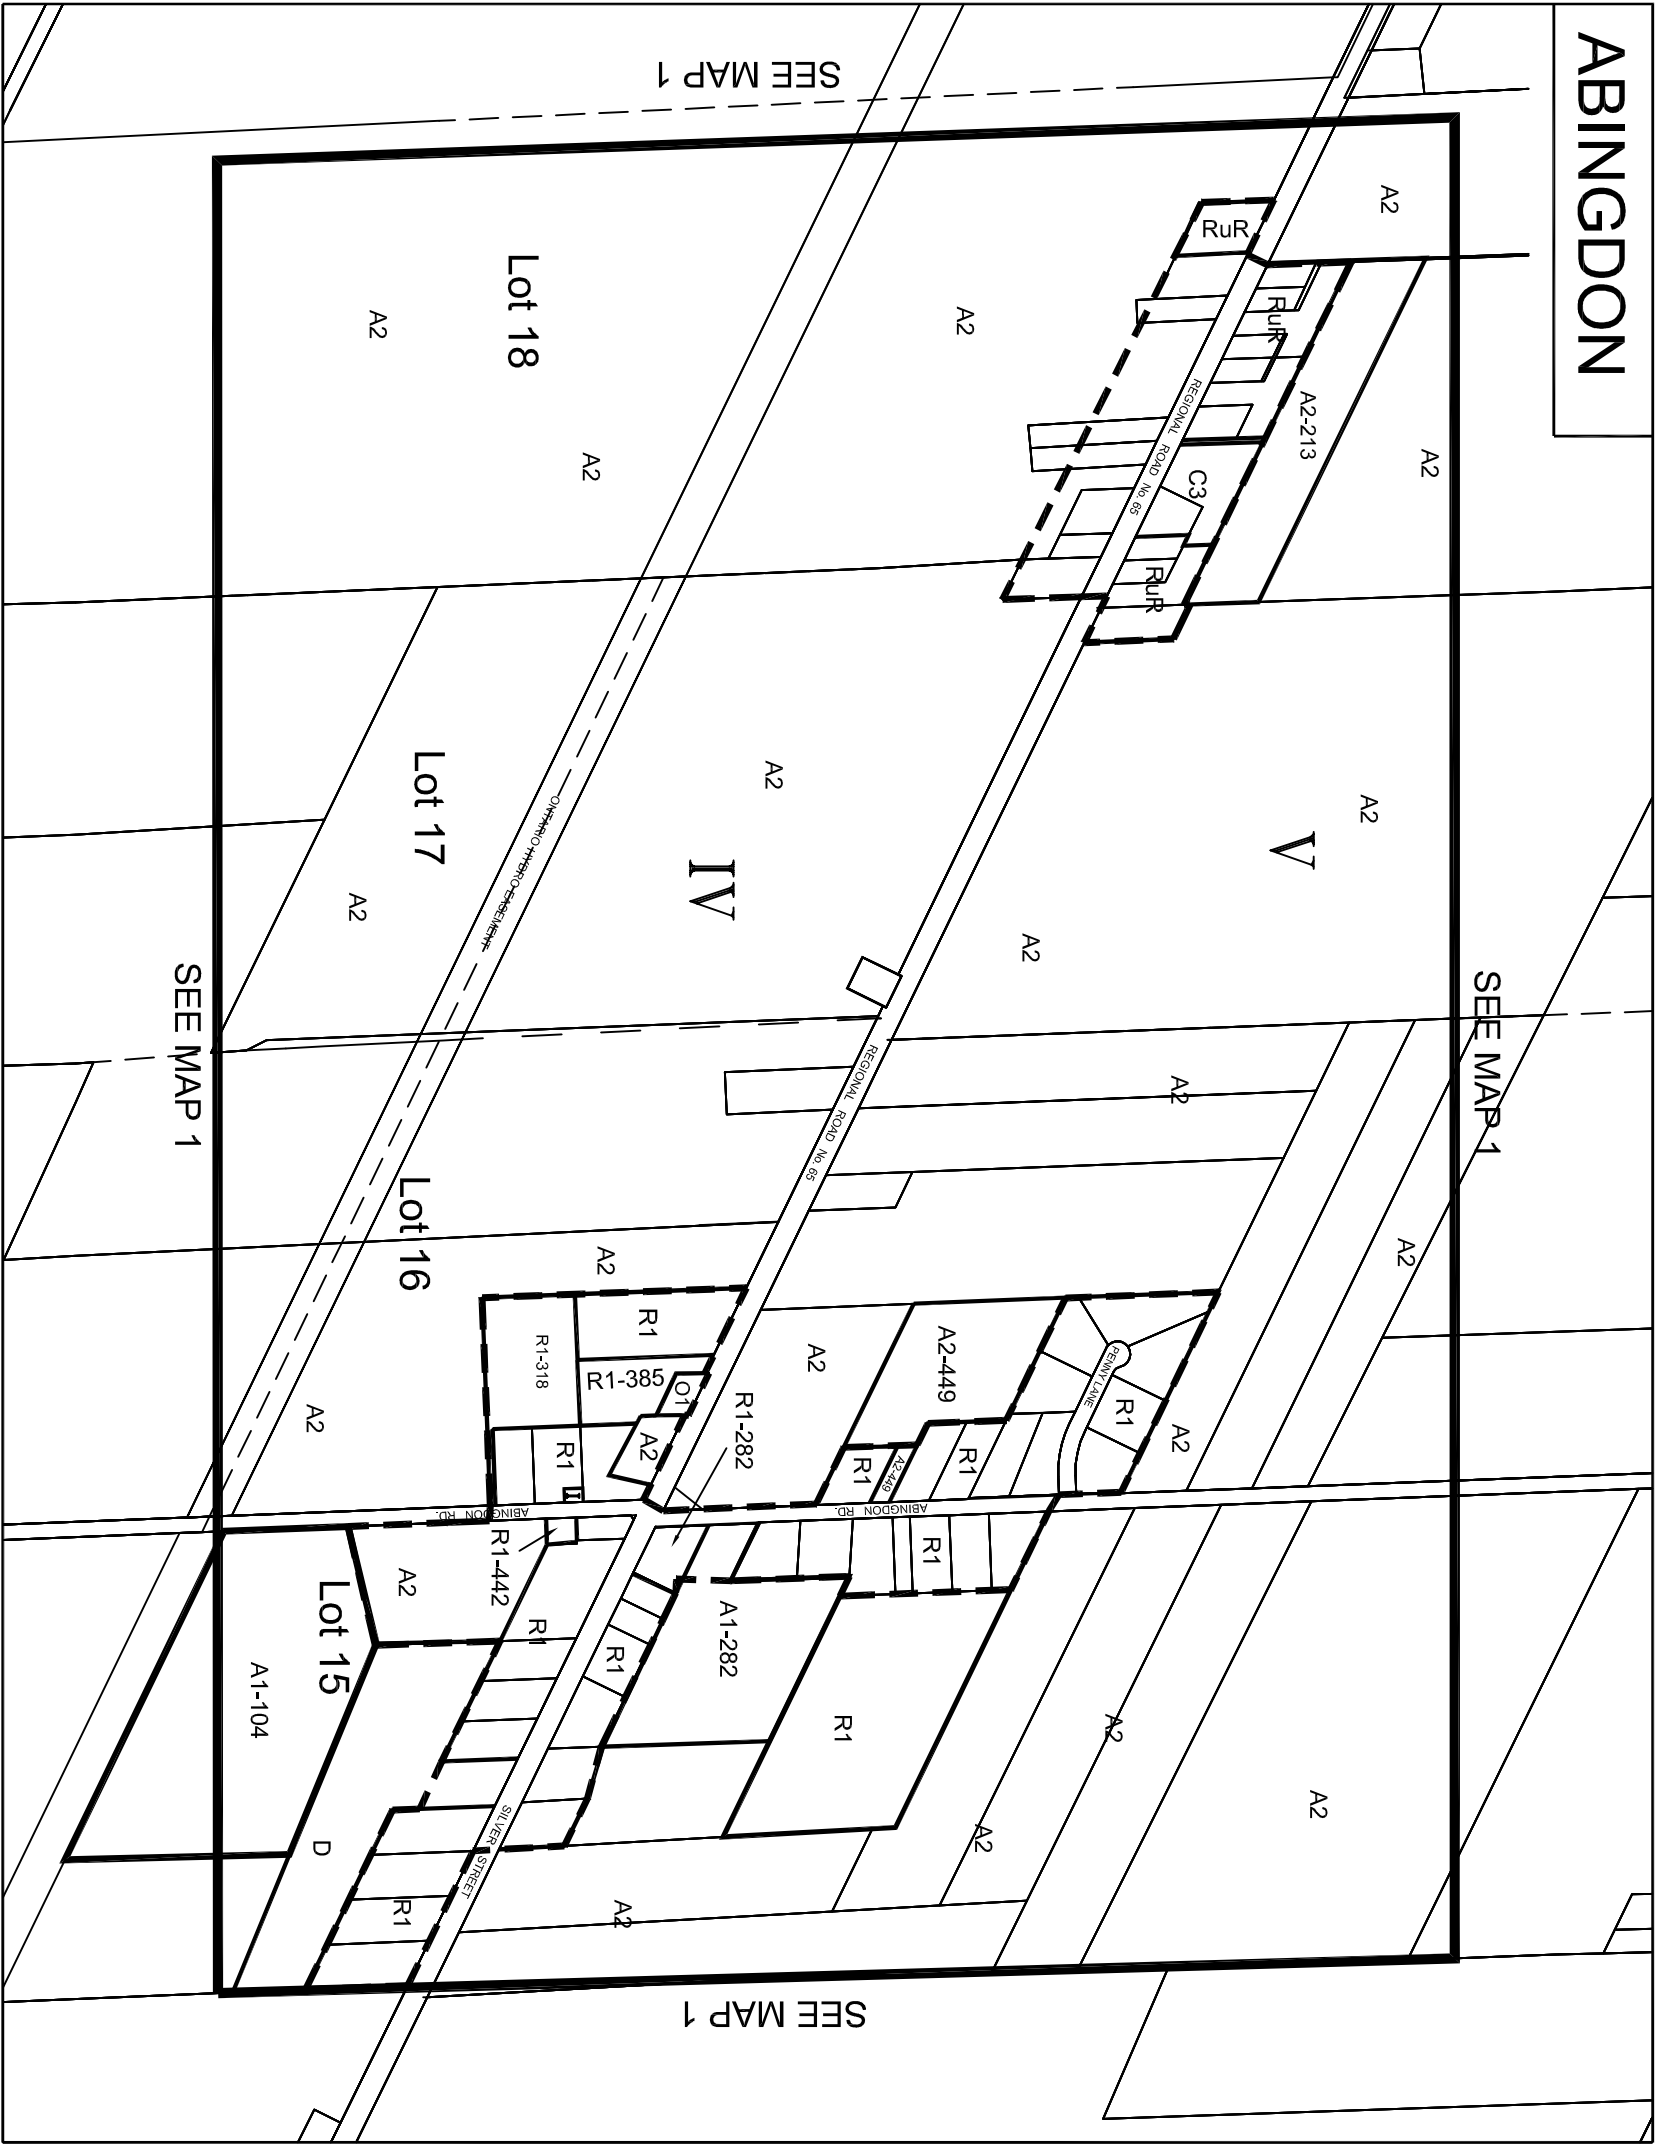 ABINGDON
SEE MAP 1
A2
RuR
RuR
A2-213
A2
REGIONAL ROAD No. 65
C3
RuR
A2
Lot 18
A2
A2
A2
V
A2
A2
IV
Lot 17
A2
ONTARIO HYDRO EASEMENT
SEE MAP 1
SEE MAP 1
REGIONAL ROAD No. 65
A2
A2
Lot 16
A2
A2
R1
R1-318
R1-385
O1
A2
R1
I
A2
R1-282
A2-449
PENNY LANE
R1
A2
R1
R1
A2-449
ABINGDON RD.
ABINGDON RD.
R1-442
A2
Lot 15
A1-104
R1
R1
A1-282
R1
R1
A2
A2
A2
A2
D
R1
SILVER STREET
SEE MAP 1